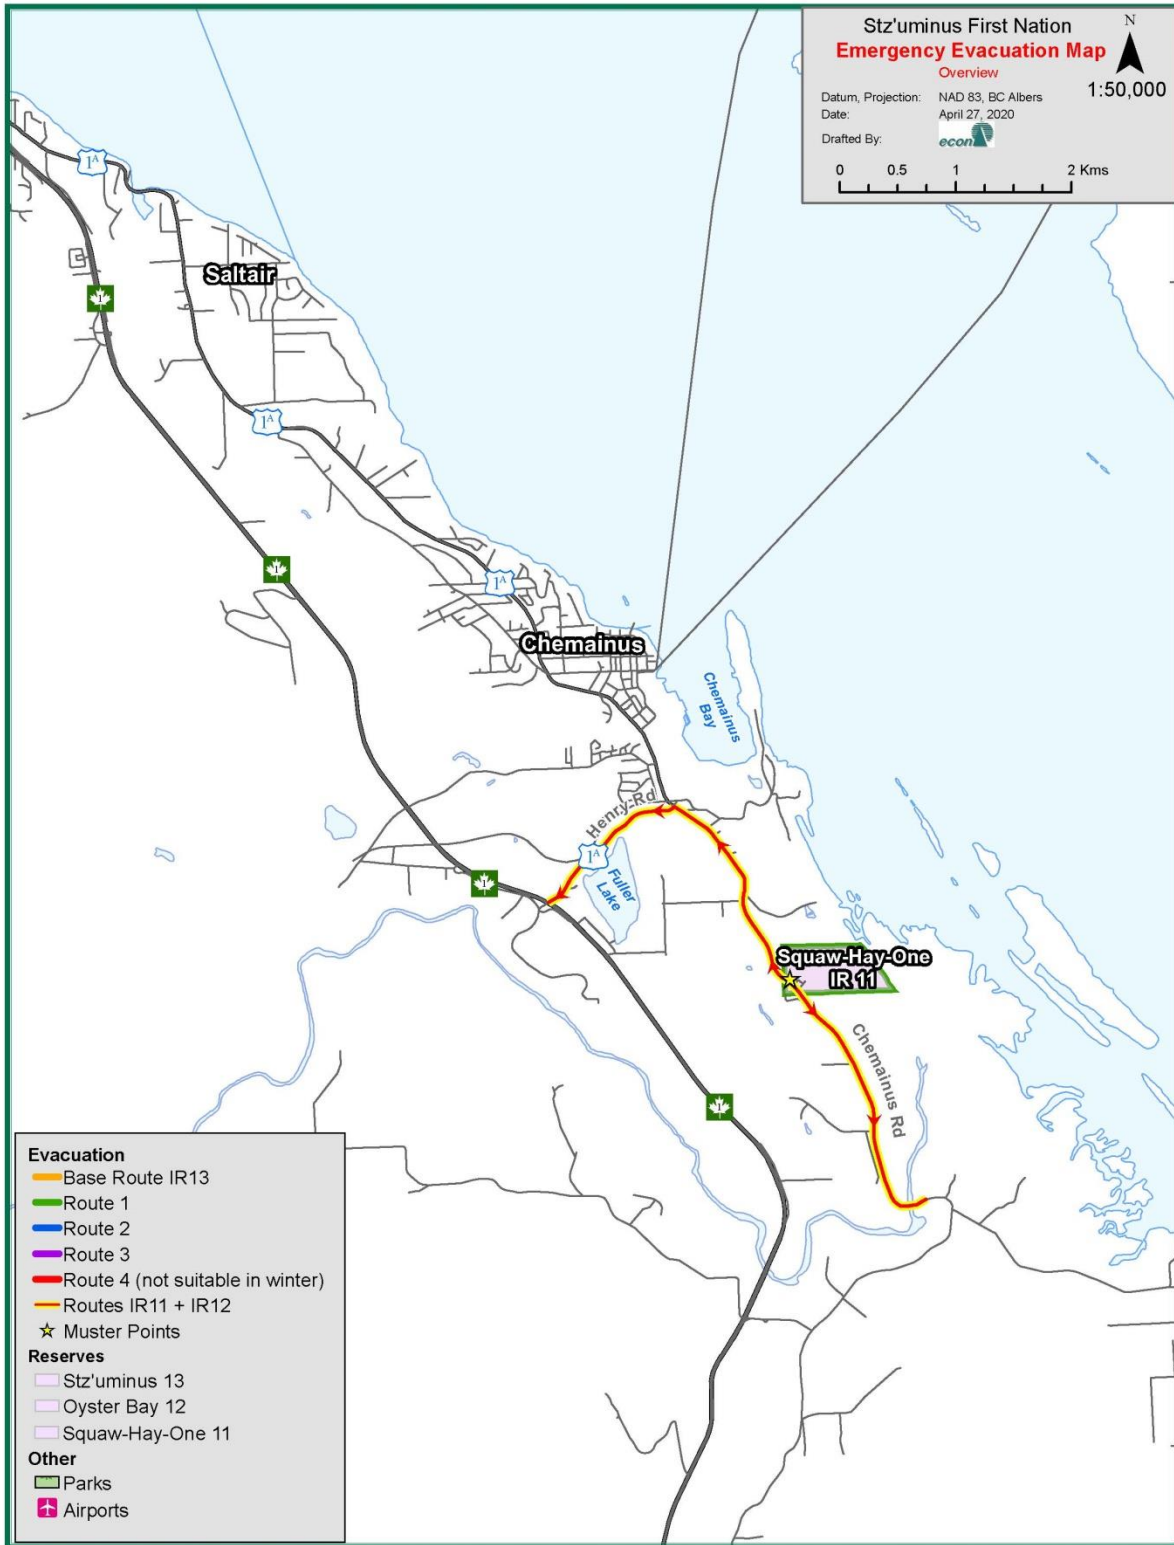 Stz'uminus First Nation
N
Emergency Evacuation Map
Overview
1:50,000
Datum, Projection: NAD 83, BC Albers
Date: April 27, 2020
Drafted By: econ
0 0.5 1 2 Kms
1A
Saltair
1
1A
1
1A
Chemainus
Chemainus
Bay
Henry Rd
1A
Fuller
Lake
1
Squaw-Hay-One
IR 11
Chemainus Rd
1
Evacuation
Base Route IR13
Route 1
Route 2
Route 3
Route 4 (not suitable in winter)
Routes IR11 + IR12
Muster Points
Reserves
Stz'uminus 13
Oyster Bay 12
Squaw-Hay-One 11
Other
Parks
Airports